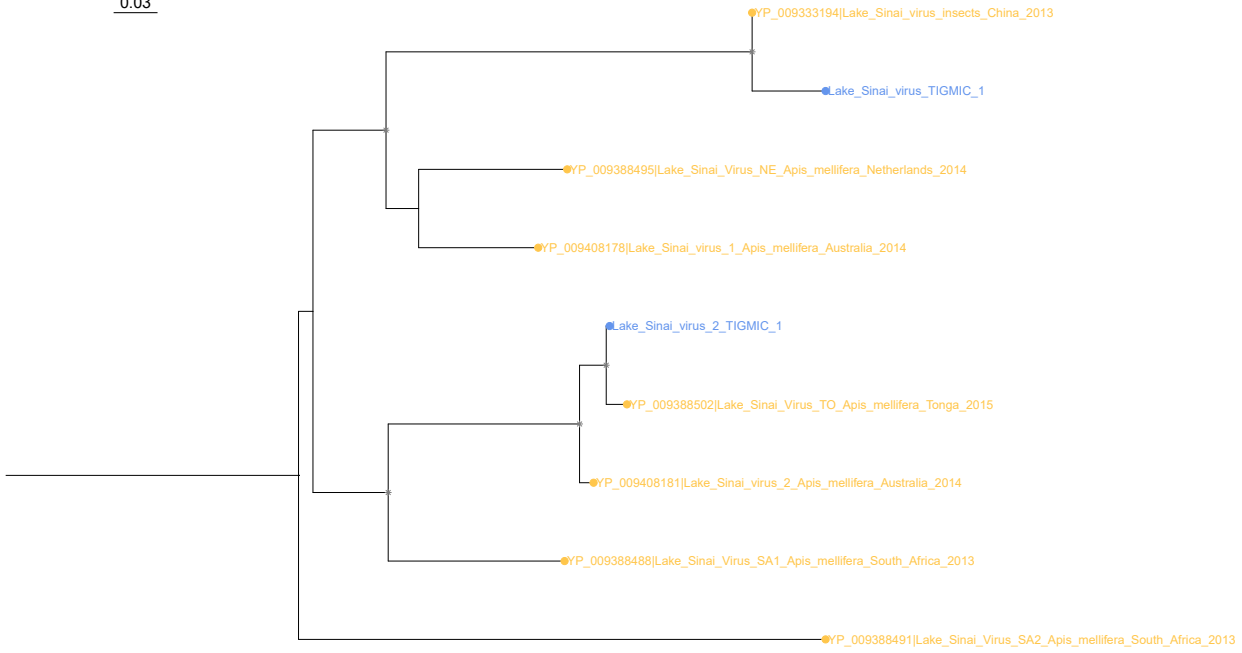 0.03
YP_009333194|Lake_Sinai_virus_insects_China_2013
Lake_Sinai_virus_TIGMIC_1
YP_009388495|Lake_Sinai_Virus_NE_Apis_mellifera_Netherlands_2014
YP_009408178|Lake_Sinai_virus_1_Apis_mellifera_Australia_2014
Lake_Sinai_virus_2_TIGMIC_1
YP_009388502|Lake_Sinai_Virus_TO_Apis_mellifera_Tonga_2015
YP_009408181|Lake_Sinai_virus_2_Apis_mellifera_Australia_2014
YP_009388488|Lake_Sinai_Virus_SA1_Apis_mellifera_South_Africa_2013
YP_009388491|Lake_Sinai_Virus_SA2_Apis_mellifera_South_Africa_2013